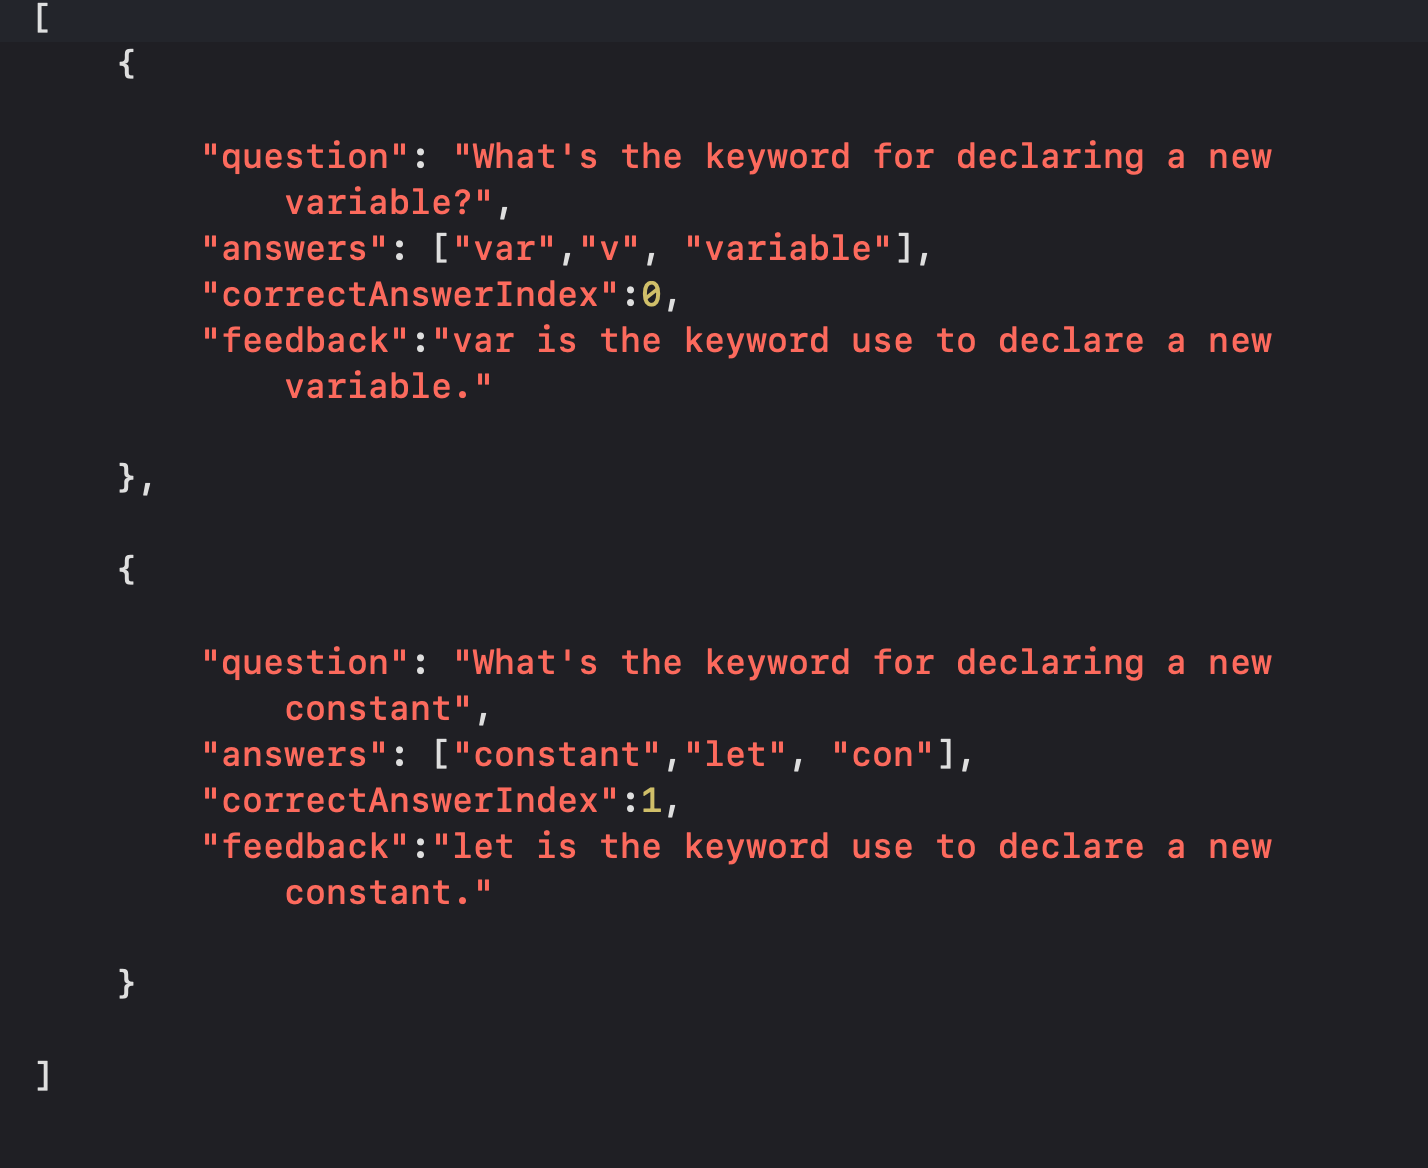 [
{
"question": "What's the keyword for declaring a new
variable?",
"answers": ["var","v", "variable"],
"correctAnswerIndex":0,
"feedback":"var is the keyword use to declare a new
variable."
},
{
"question": "What's the keyword for declaring a new
constant",
"answers": ["constant","let", "con"],
"correctAnswerIndex":1,
"feedback":"let is the keyword use to declare a new
constant."
}
]